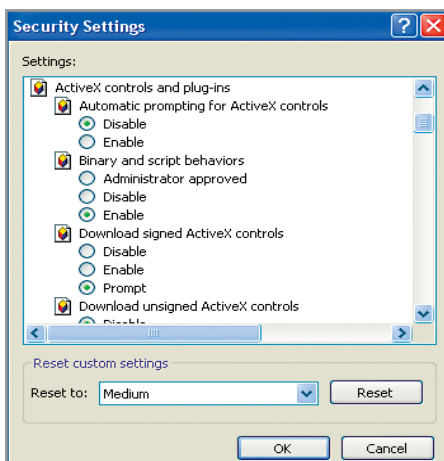 Security Settings
Settings:
ActiveX controls and plug-ins
Automatic prompting for ActiveX controls
Disable
Enable
Binary and script behaviors
Administrator approved
Disable
Enable
Download signed ActiveX controls
Disable
Enable
Prompt
Download unsigned ActiveX controls
Disable
Reset custom settings
Reset to: Medium Reset
OK Cancel